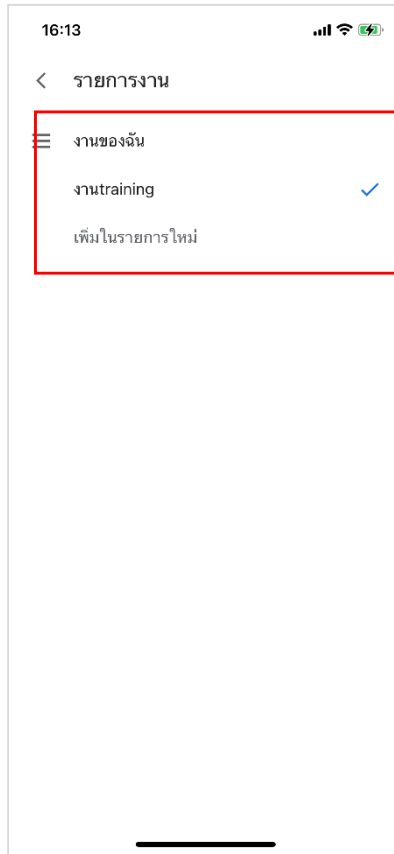 16:13
รายการงาน
งานของฉัน
งานtraining
เพิ่มในรายการใหม่